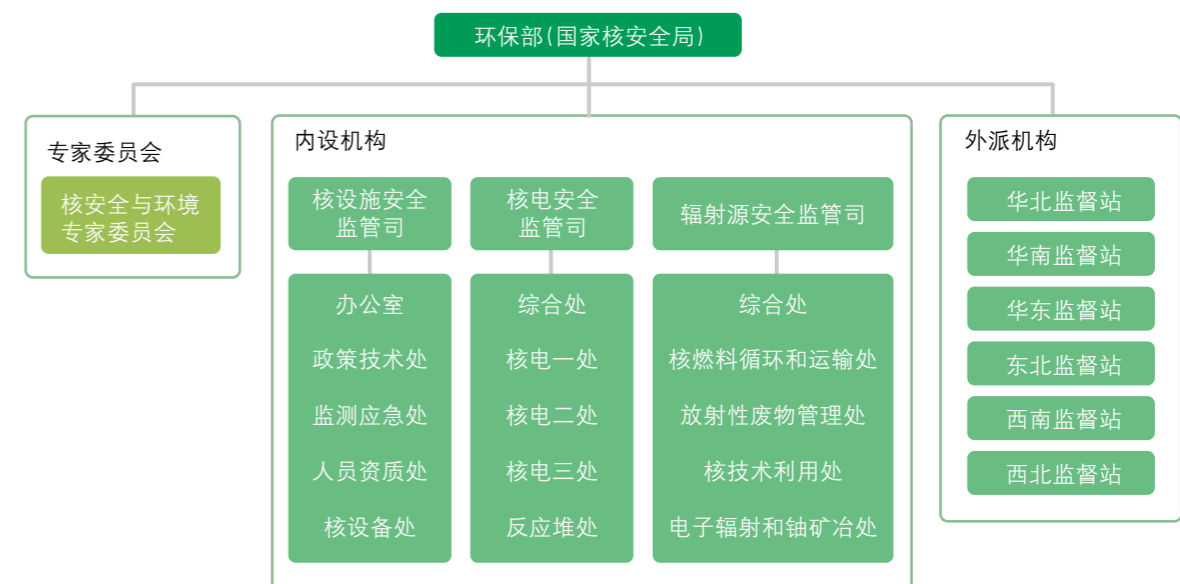 环保部(国家核安全局)
专家委员会
核安全与环境
专家委员会
内设机构
核设施安全
监管司
办公室
政策技术处
监测应急处
人员资质处
核设备处
核电安全
监管司
综合处
核电一处
核电二处
核电三处
反应堆处
辐射源安全监管司
综合处
核燃料循环和运输处
放射性废物管理处
核技术利用处
电子辐射和铀矿冶处
外派机构
华北监督站
华南监督站
华东监督站
东北监督站
西南监督站
西北监督站